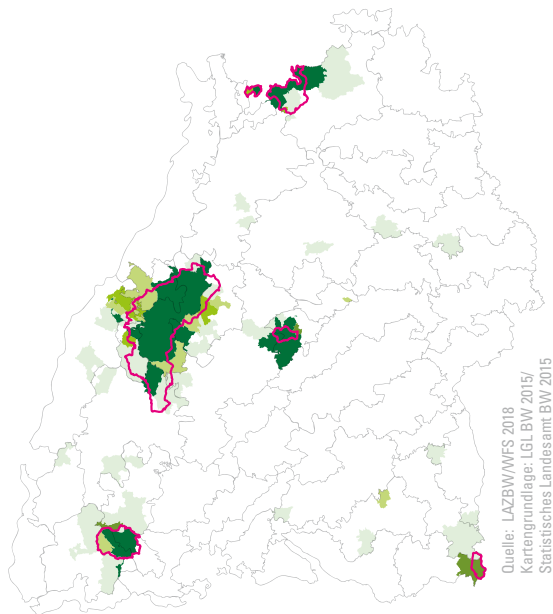 Quelle: LAZBW/WFS 2018
Kartengrundlage: LGL BW 2015/
Statistisches Landesamt BW 2015